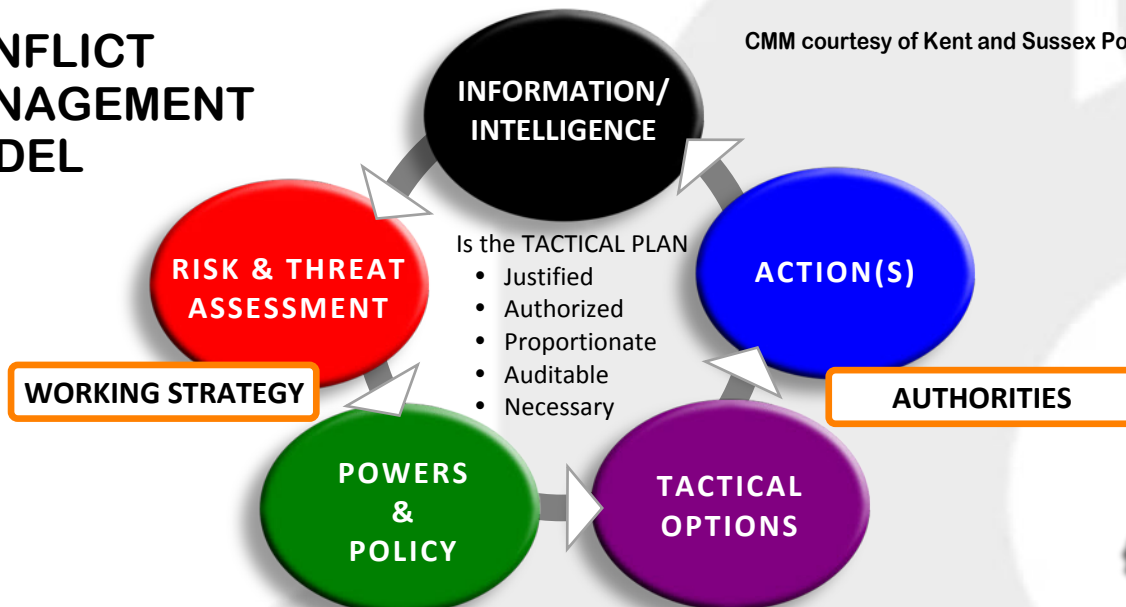 NFLICT
NAGEMENT
DEL
CMM courtesy of Kent and Sussex Po
INFORMATION/
INTELLIGENCE
RISK & THREAT
ASSESSMENT
Is the TACTICAL PLAN
• Justified
• Authorized
• Proportionate
• Auditable
• Necessary
ACTION(S)
WORKING STRATEGY
AUTHORITIES
POWERS
&
POLICY
TACTICAL
OPTIONS